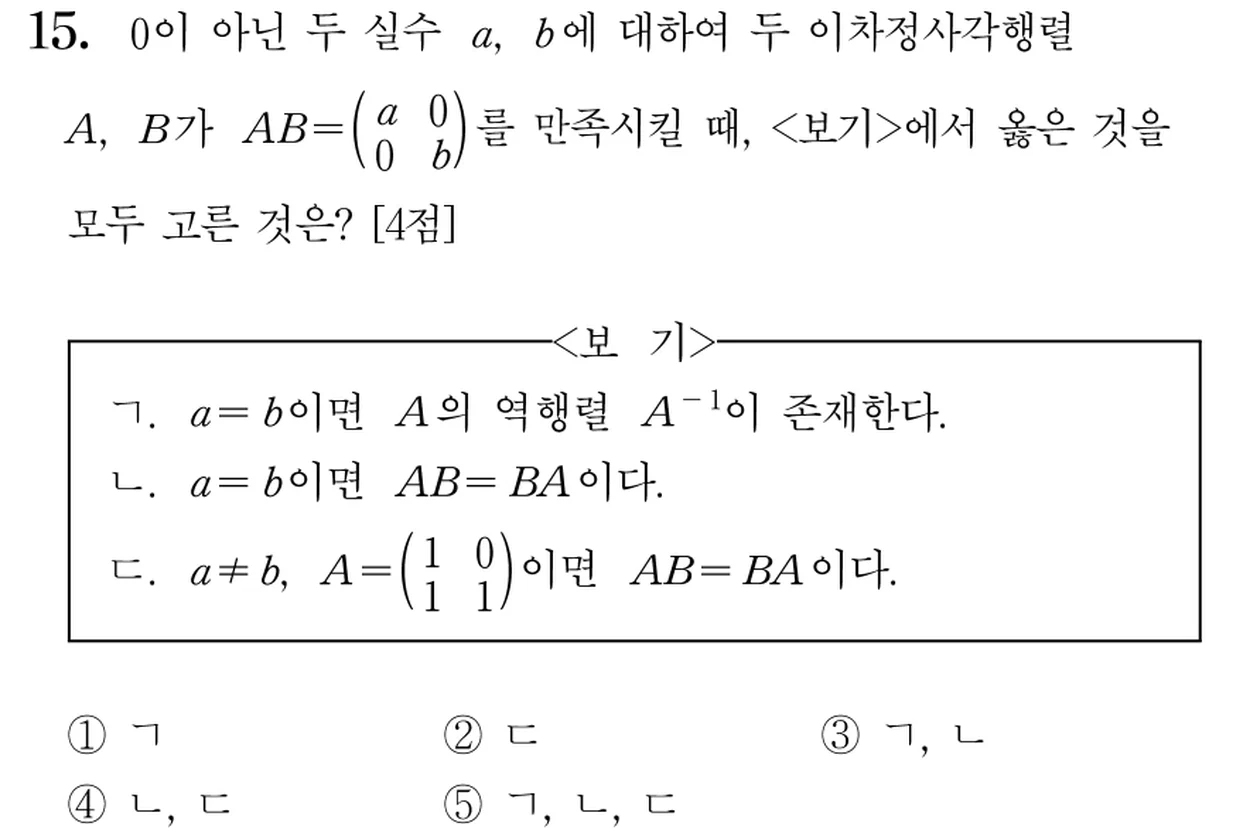 15. 0이 아닌 두 실수 a, b에 대하여 두 이차정사각행렬
A, B가 AB=(a 0
0 b)를 만족시킬 때, <보기>에서 옳은 것을
모두 고른 것은? [4점]
<보 기>
ㄱ. a=b이면 A의 역행렬 A⁻¹이 존재한다.
ㄴ. a=b이면 AB=BA이다.
ㄷ. a≠b, A=(1 0
1 1)이면 AB=BA이다.
① ㄱ ② ㄷ ③ ㄱ, ㄴ
④ ㄴ, ㄷ ⑤ ㄱ, ㄴ, ㄷ